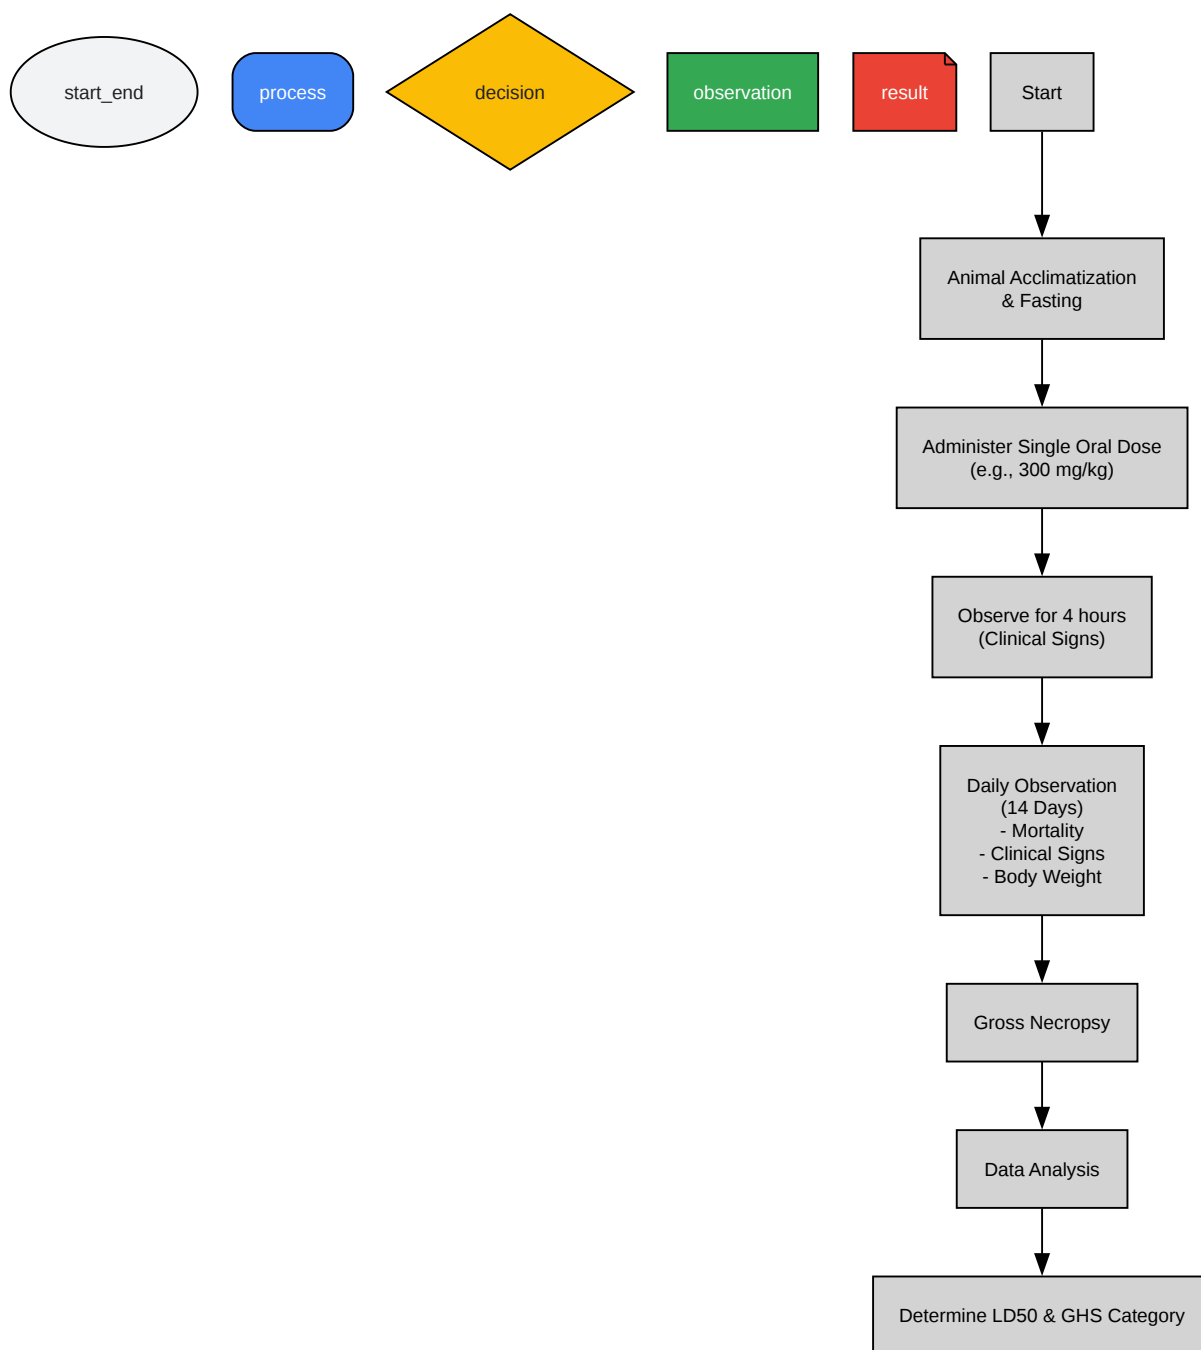 start_end
process
decision
observation
result
Start
Animal Acclimatization
& Fasting
Administer Single Oral Dose
(e.g., 300 mg/kg)
Observe for 4 hours
(Clinical Signs)
Daily Observation
(14 Days)
- Mortality
- Clinical Signs
- Body Weight
Gross Necropsy
Data Analysis
Determine LD50 & GHS Category